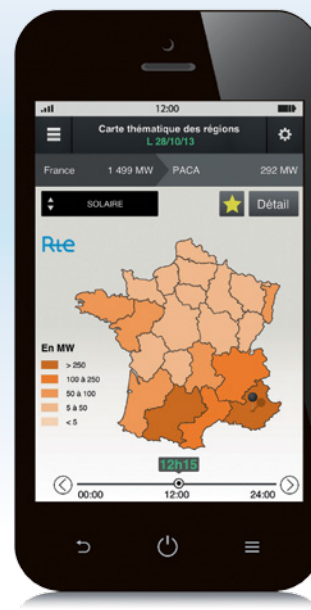 12:00
Carte thématique des régions
L 28/10/13
France 1 499 MW PACA 292 MW
SOLAIRE Détail
Rte
En MW
> 250
100 à 250
50 à 100
5 à 50
< 5
12h15
00:00 12:00 24:00